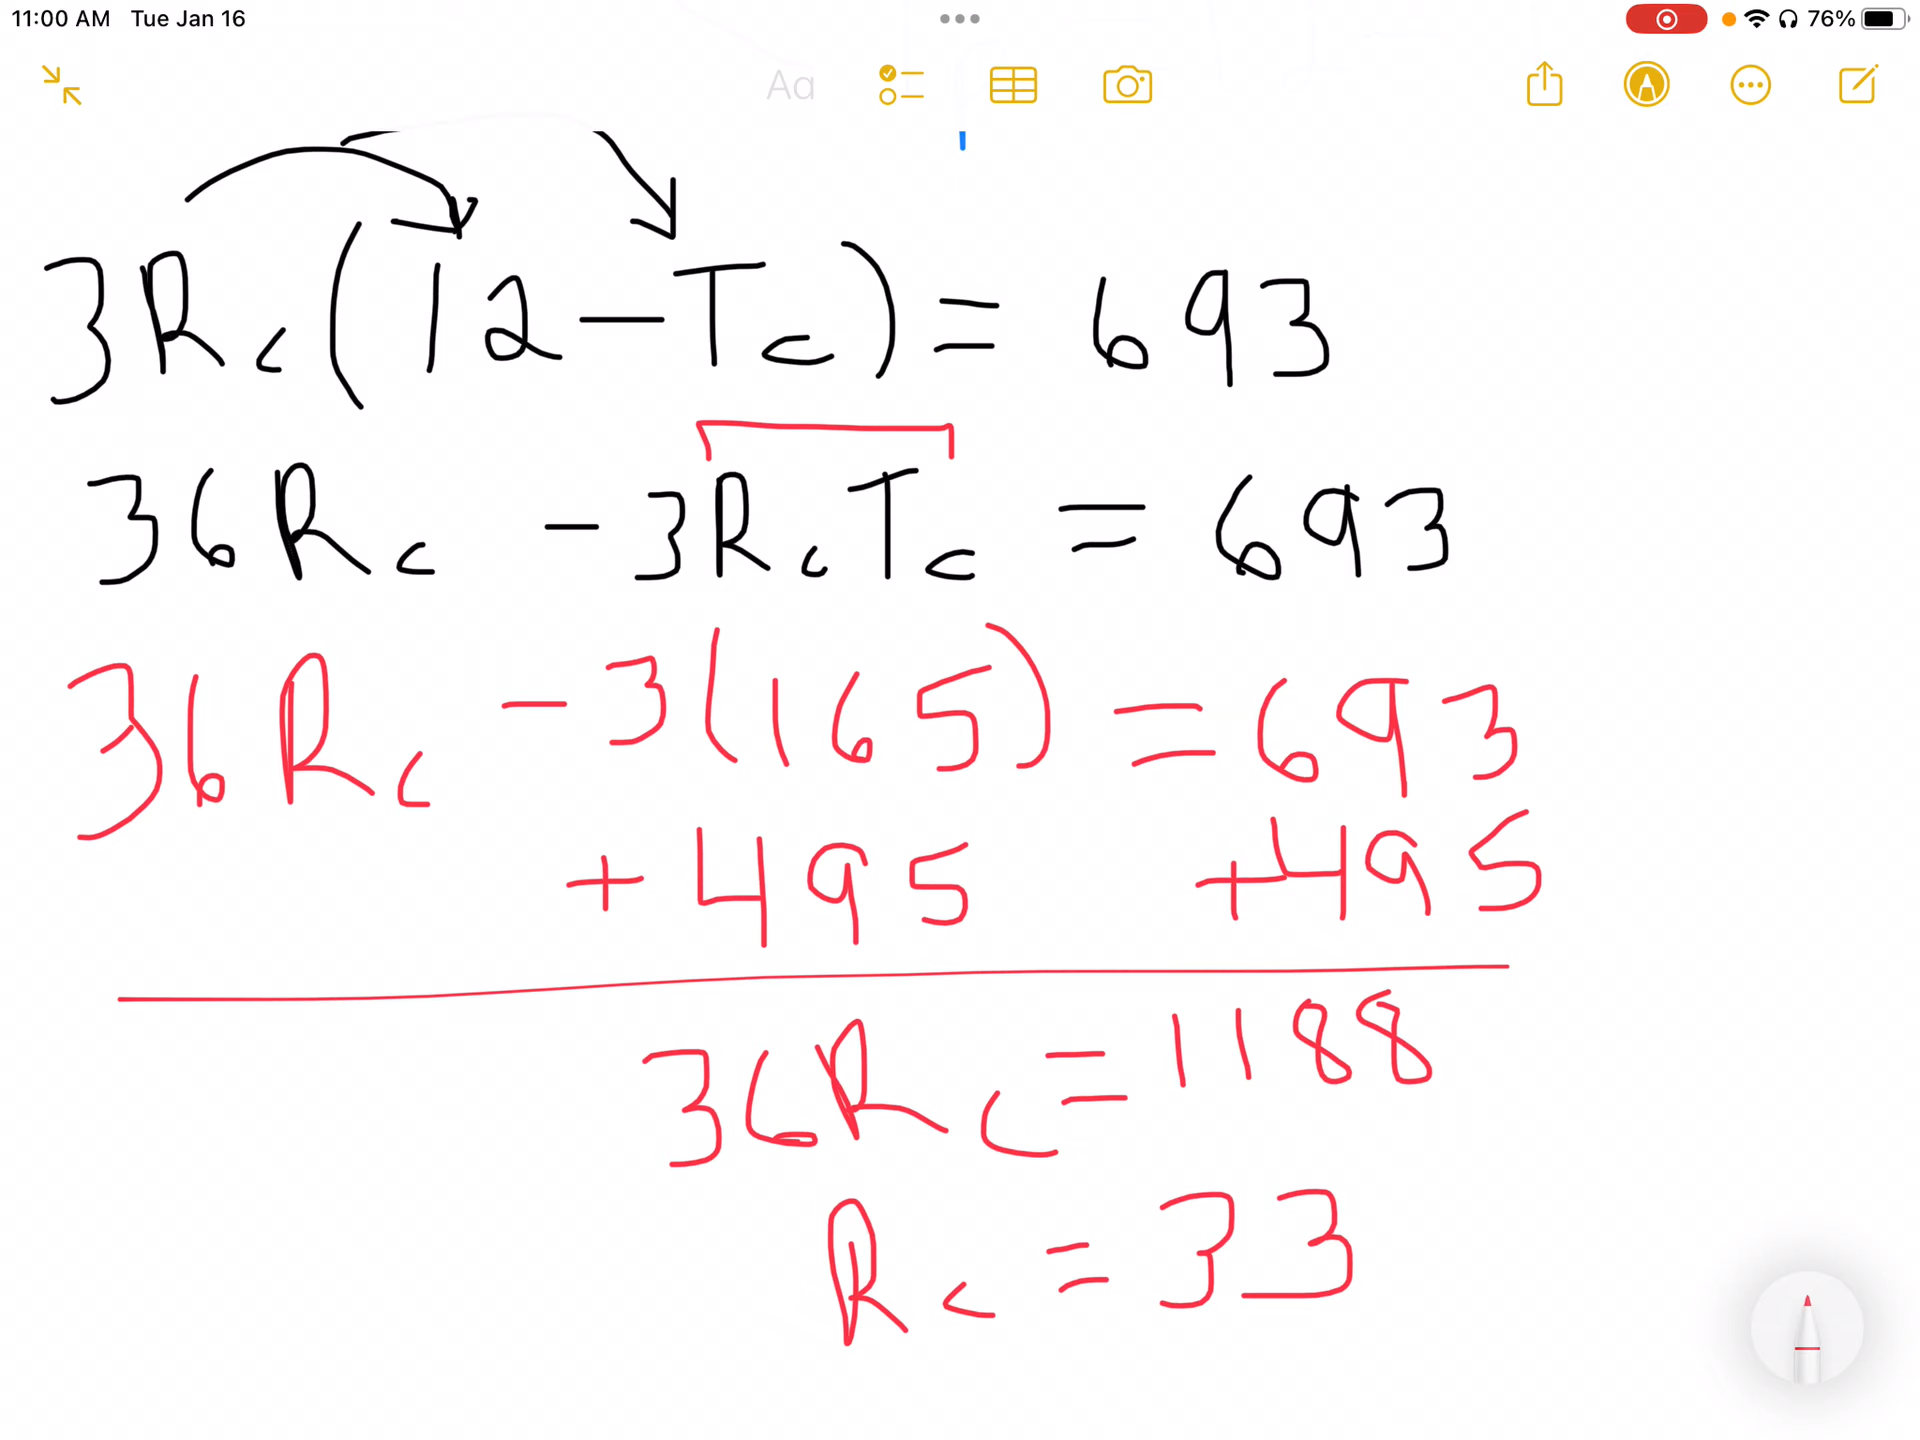 11:00 AM Tue Jan 16 76%
Aa
3Rc(12-Tc)= 693
36Rc -3RcTc = 693
36Rc -3(165) =693
+495 +495
36Rc=1188
Rc = 33